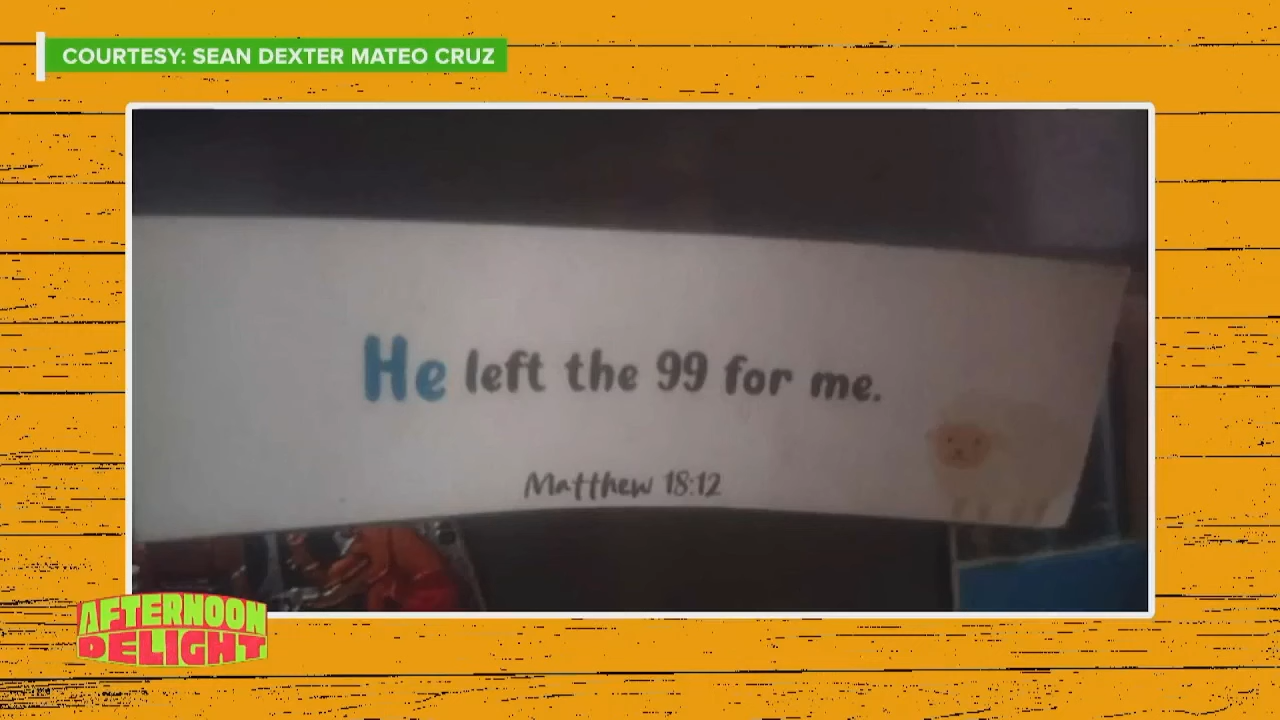 COURTESY: SEAN DEXTER MATEO CRUZ
He left the 99 for me.
Matthew 18:12
AFTERNOON
DELIGHT